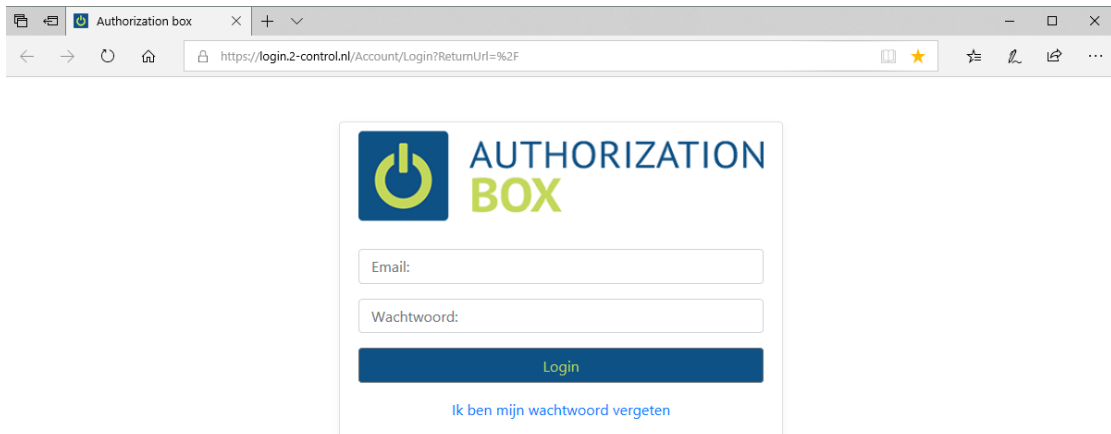 Authorization box
https://login.2-control.nl/Account/Login?ReturnUrl=%2F
AUTHORIZATION
BOX
Email:
Wachtwoord:
Login
Ik ben mijn wachtwoord vergeten